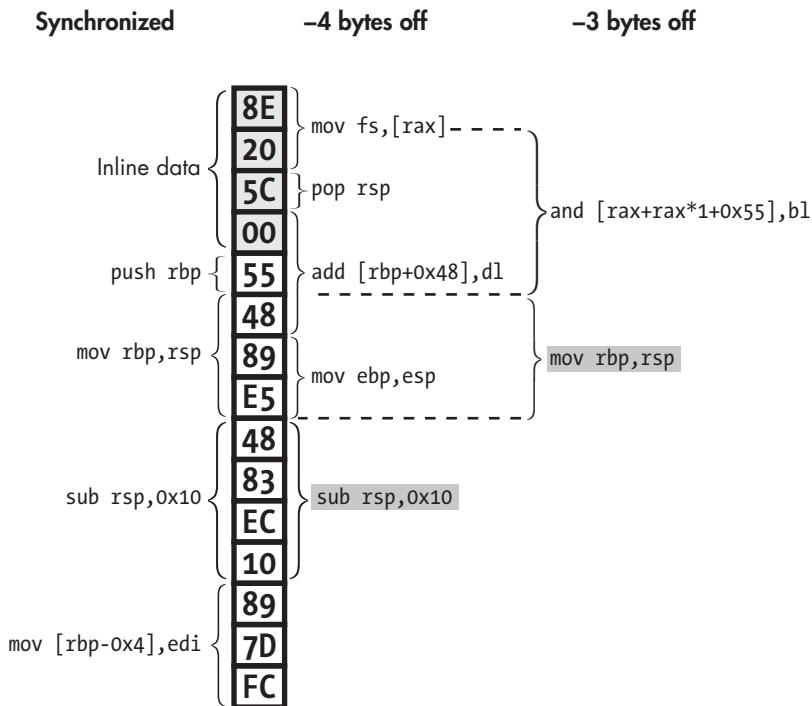 Synchronized –4 bytes off –3 bytes off
8E
mov fs,[rax]
20
Inline data
5C
pop rsp
and [rax+rax*1+0x55],bl
00
push rbp
55
add [rbp+0x48],dl
48
mov rbp,rsp
89
mov rbp,rsp
mov ebp,esp
E5
48
83
sub rsp,0x10
sub rsp,0x10
EC
10
89
mov [rbp-0x4],edi
7D
FC